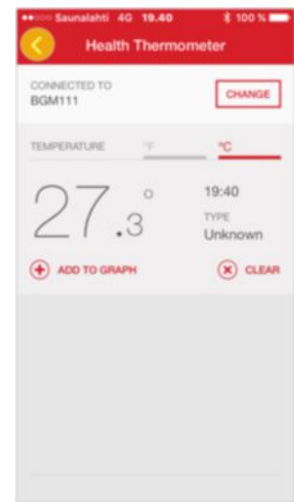 Saunalahti 4G 19.40 100 %
Health Thermometer
CONNECTED TO
BGM111
CHANGE
TEMPERATURE °F °C
27.3° 19:40
TYPE
Unknown
ADD TO GRAPH CLEAR